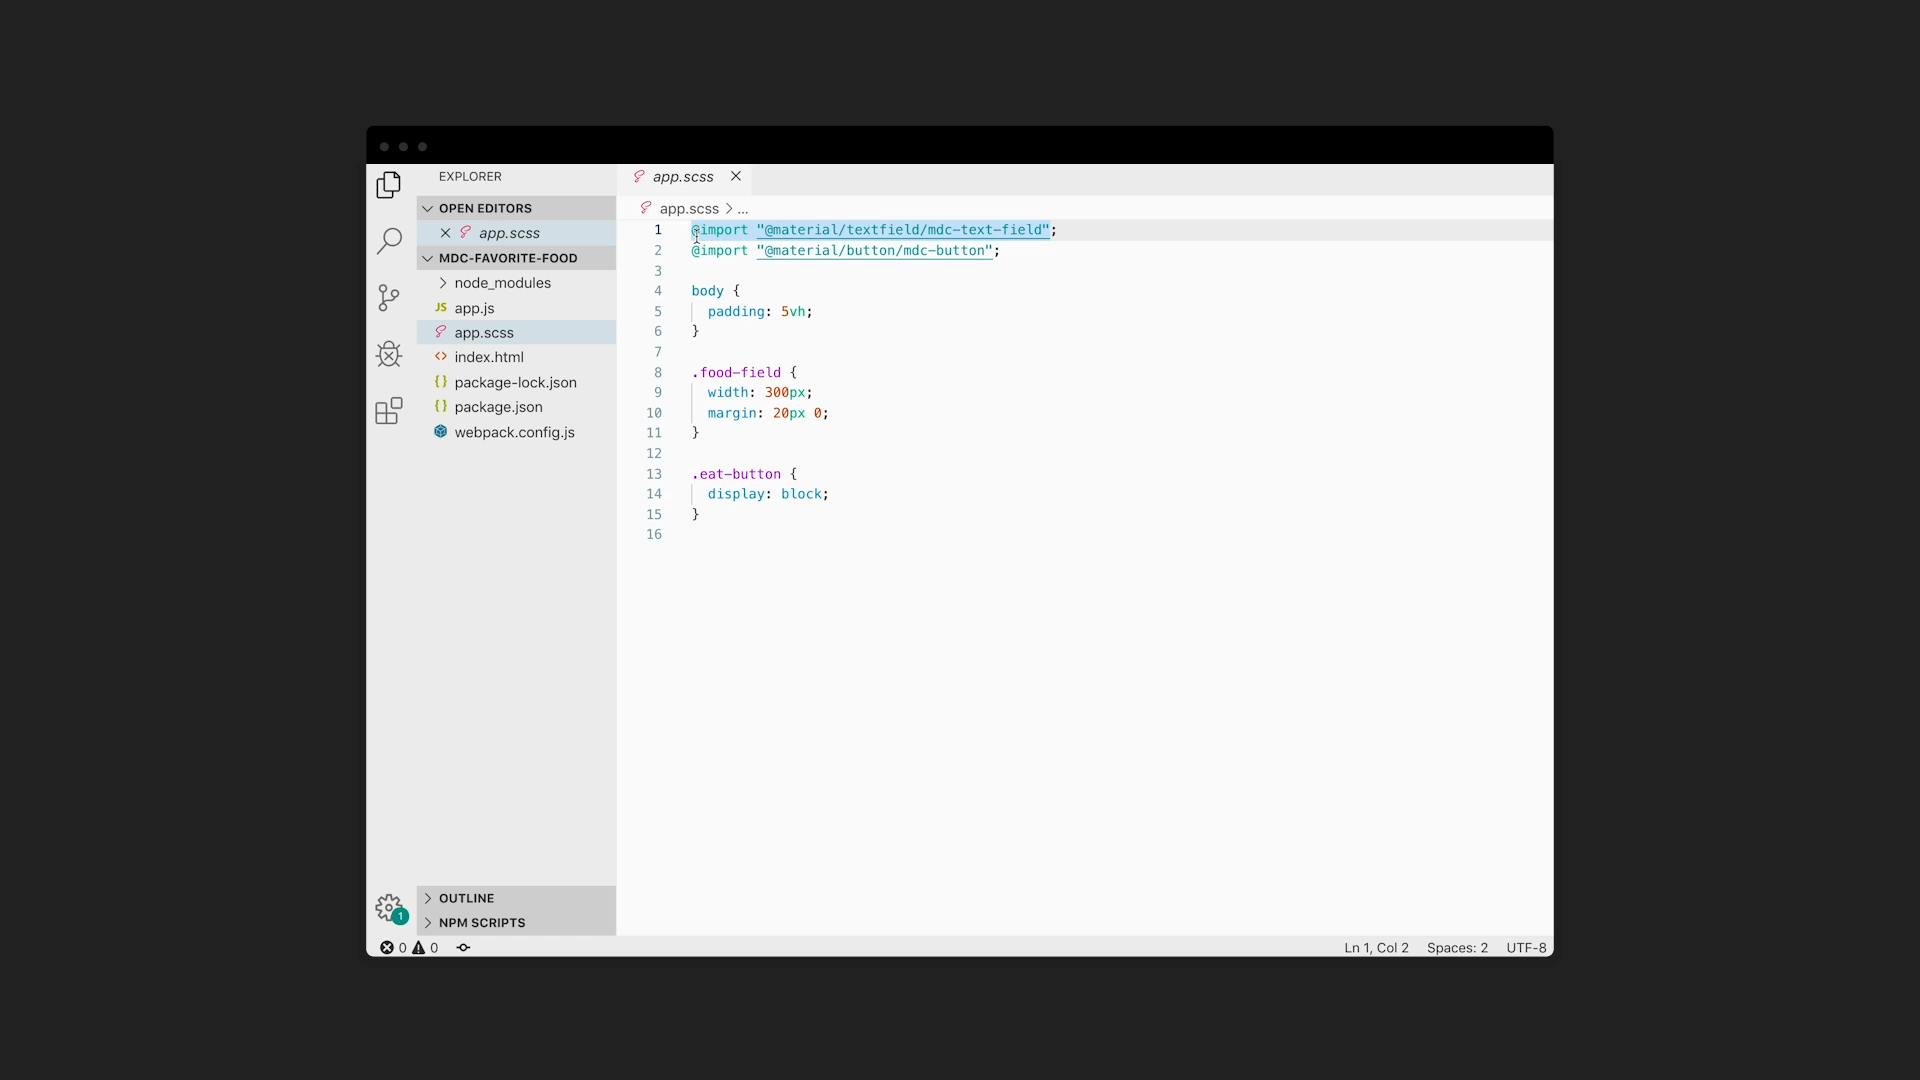 EXPLORER
OPEN EDITORS
app.scss
MDC-FAVORITE-FOOD
node_modules
JS app.js
app.scss
<> index.html
{} package-lock.json
{} package.json
webpack.config.js
OUTLINE
NPM SCRIPTS
1
app.scss
app.scss > ...
1 @import "@material/textfield/mdc-text-field";
2 @import "@material/button/mdc-button";
3
4 body {
5 padding: 5vh;
6 }
7
8 .food-field {
9 width: 300px;
10 margin: 20px 0;
11 }
12
13 .eat-button {
14 display: block;
15 }
16
0 0
Ln 1, Col 2 Spaces: 2 UTF-8